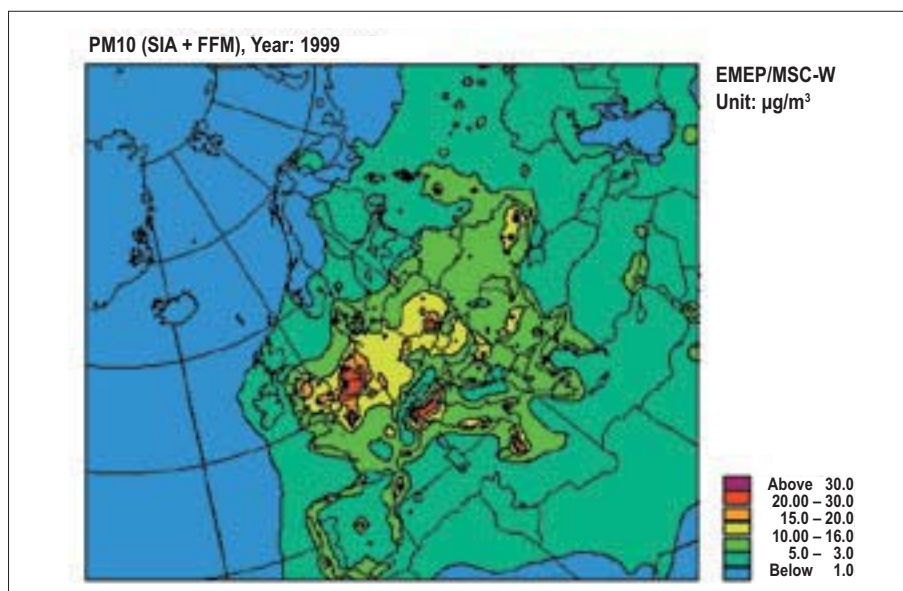 PM10 (SIA + FFM), Year: 1999
EMEP/MSC-W
Unit: µg/m³
Above 30.0
20.00 – 30.0
15.0 – 20.0
10.00 – 16.0
5.0 – 3.0
Below 1.0